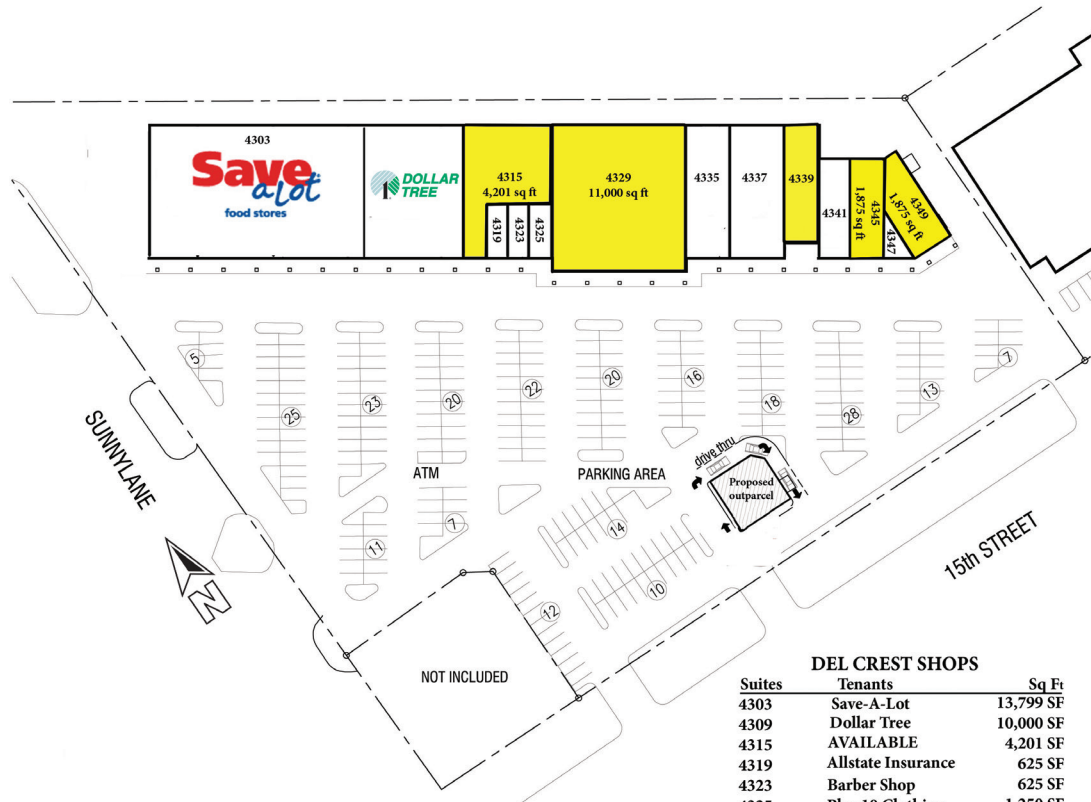 4303
Save
a lot
food stores
DOLLAR
TREE
4315
4,201 sq ft
4319
4323
4325
4329
11,000 sq ft
4335
4337
4339
4341
4345
1,875 sq ft
4347
4349
1,875 sq ft
5
25
23
20
22
20
16
18
28
13
7
ATM
PARKING AREA
drive thru
Proposed
outparcel
11
7
14
10
12
SUNNYLANE
15th STREET
N
NOT INCLUDED
DEL CREST SHOPS
Suites Tenants Sq Ft
4303 Save-A-Lot 13,799 SF
4309 Dollar Tree 10,000 SF
4315 AVAILABLE 4,201 SF
4319 Allstate Insurance 625 SF
4323 Barber Shop 625 SF